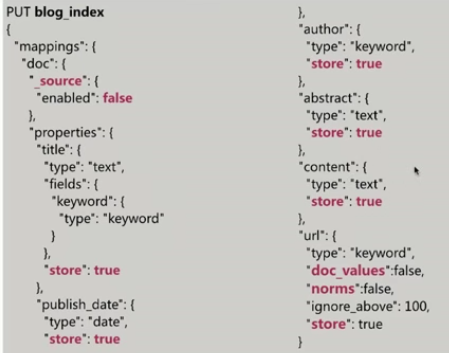 PUT blog_index
{
"mappings": {
"doc": {
"_source": {
"enabled": false
},
"properties": {
"title": {
"type": "text",
"fields": {
"keyword": {
"type": "keyword"
}
},
"store": true
},
"publish_date": {
"type": "date",
"store": true
},
"author": {
"type": "keyword",
"store": true
},
"abstract": {
"type": "text",
"store": true
},
"content": {
"type": "text",
"store": true
},
"url": {
"type": "keyword",
"doc_values":false,
"norms":false,
"ignore_above": 100,
"store": true
}